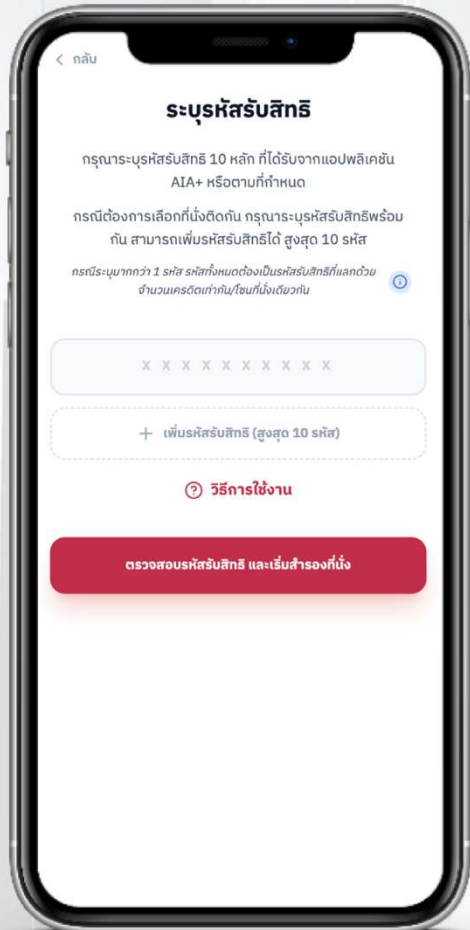 < กลับ
ระบุรหัสรับสิทธิ
กรุณาระบุรหัสรับสิทธิ 10 หลัก ที่ได้รับจากแอปพลิเคชัน
AIA+ หรือตามที่กำหนด
กรณีต้องการเลือกที่นั่งติดกัน กรุณาระบุรหัสรับสิทธิพร้อม
กัน สามารถเพิ่มรหัสรับสิทธิได้ สูงสุด 10 รหัส
กรณีระบุมากกว่า 1 รหัส รหัสทั้งหมดต้องเป็นรหัสรับสิทธิที่แลกด้วย
จำนวนเครดิตเท่ากัน/โซนที่นั่งเดียวกัน
X X X X X X X X X X
+ เพิ่มรหัสรับสิทธิ (สูงสุด 10 รหัส)
วิธีการใช้งาน
ตรวจสอบรหัสรับสิทธิ และเริ่มสำรองที่นั่ง